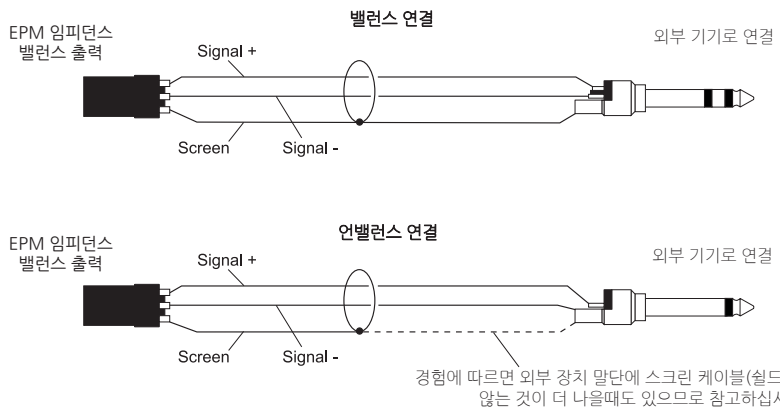 밸런스 연결
EPM 임피던스
밸런스 출력
외부 기기로 연결
Signal +
Screen
Signal -
언밸런스 연결
EPM 임피던스
밸런스 출력
외부 기기로 연결
Signal +
Screen
Signal -
경험에 따르면 외부 장치 말단에 스크린 케이블(쉴드
않는 것이 더 나을때도 있으므로 참고하십시